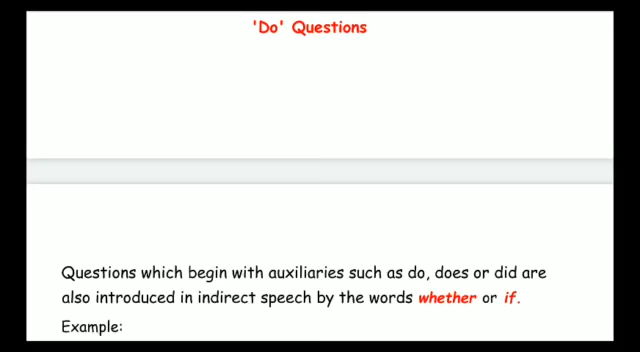 'Do' Questions
Questions which begin with auxiliaries such as do, does or did are
also introduced in indirect speech by the words whether or if.
Example: